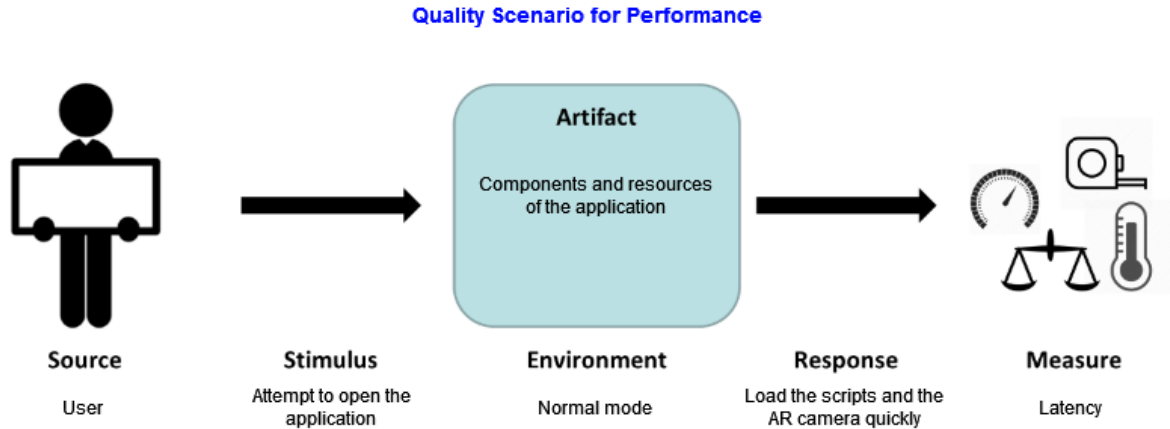 Quality Scenario for Performance
Artifact
Components and resources
of the application
Source
Stimulus
Environment
Response
Measure
User
Attempt to open the
application
Normal mode
Load the scripts and the
AR camera quickly
Latency